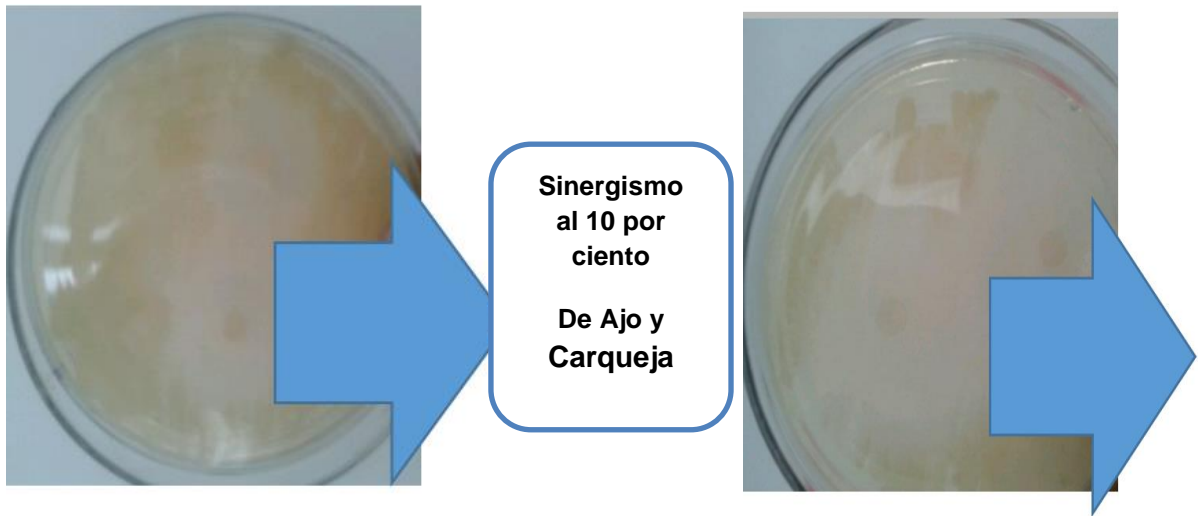 Sinergismo
al 10 por
ciento
De Ajo y
Carqueja